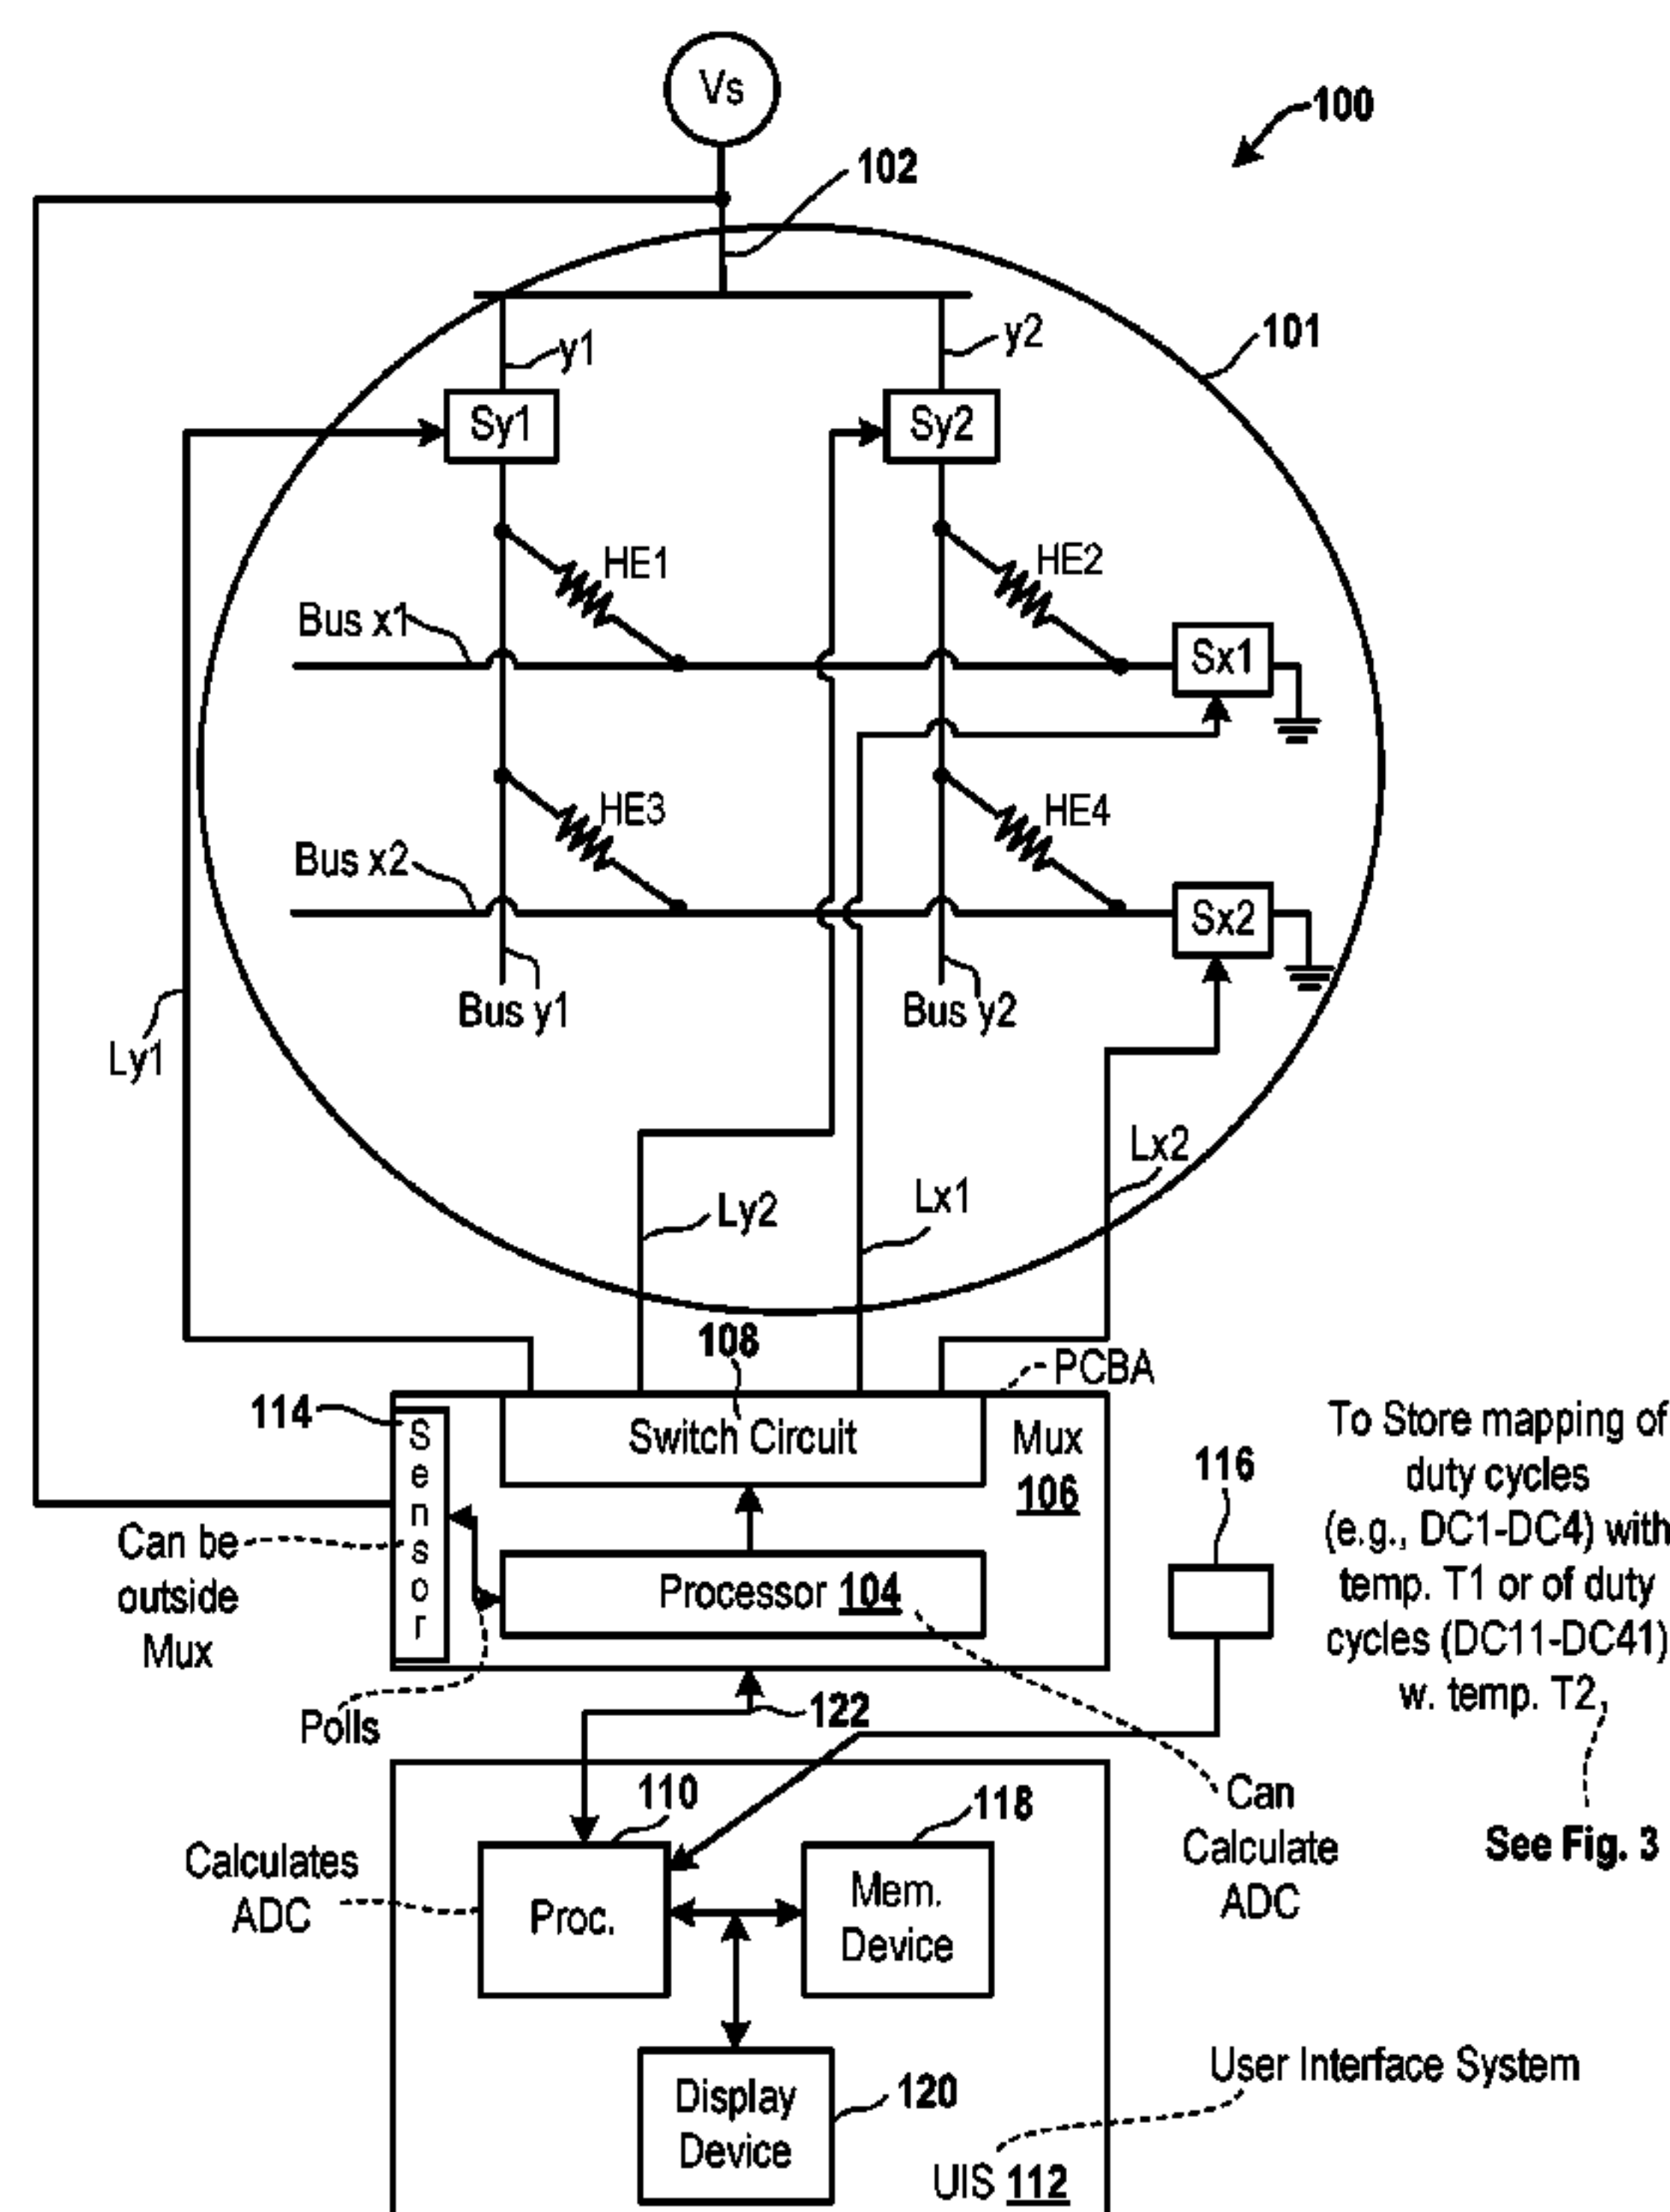 Vs
100
102
y1
y2
101
Sy1
Sy2
HE1
HE2
Bus x1
Sx1
HE3
HE4
Bus x2
Sx2
Bus y1
Bus y2
Ly1
Lx2
Ly2
Lx1
108
PCBA
114
Sensor
Switch Circuit
Mux
106
116
To Store mapping of
duty cycles
(e.g., DC1-DC4) with
temp. T1 or of duty
cycles (DC11-DC41)
w. temp. T2
See Fig. 3
Can be
outside
Mux
Processor 104
Polls
122
110
118
Can
Calculate
ADC
Calculates
ADC
Proc.
Mem.
Device
Display
Device
120
User Interface System
UIS 112